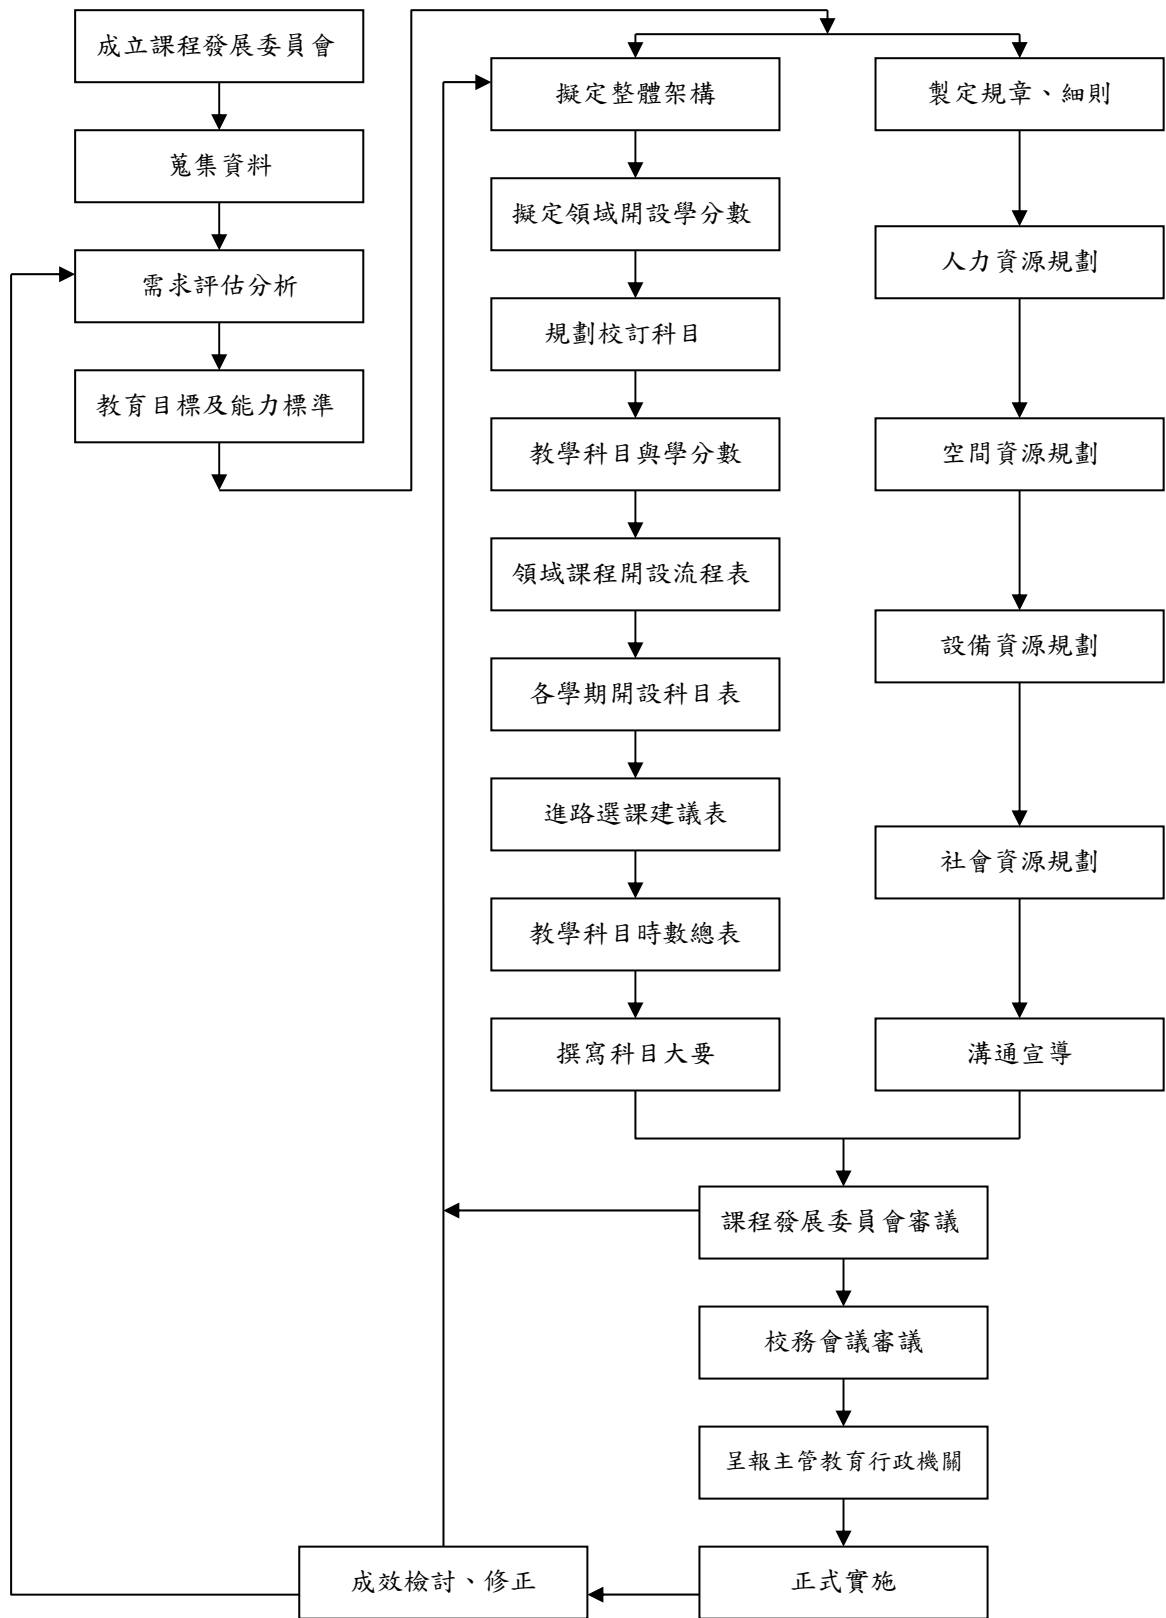 成立課程發展委員會
蒐集資料
需求評估分析
教育目標及能力標準
擬定整體架構
擬定領域開設學分數
規劃校訂科目
教學科目與學分數
領域課程開設流程表
各學期開設科目表
進路選課建議表
教學科目時數總表
撰寫科目大要
製定規章、細則
人力資源規劃
空間資源規劃
設備資源規劃
社會資源規劃
溝通宣導
課程發展委員會審議
校務會議審議
呈報主管教育行政機關
正式實施
成效檢討、修正